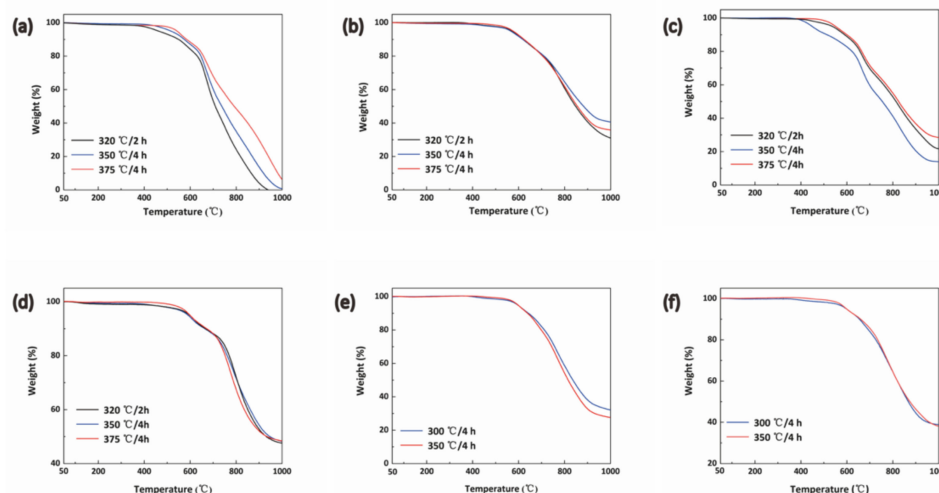 (a)
100
80
60
40
20
0
Weight (%)
320 ℃/2 h
350 ℃/4 h
375 ℃/4 h
50 200 400 600 800 1000
Temperature (℃)
(b)
100
80
60
40
20
0
Weight (%)
320 ℃/2 h
350 ℃/4 h
375 ℃/4 h
50 200 400 600 800 1000
Temperature (℃)
(c)
100
80
60
40
20
0
Weight (%)
320 ℃/2h
350 ℃/4h
375 ℃/4h
50 200 400 600 800 1000
Temperature (℃)
(d)
100
80
60
40
Weight (%)
320 ℃/2h
350 ℃/4h
375 ℃/4h
50 200 400 600 800 1000
Temperature (℃)
(e)
100
80
60
40
20
0
Weight (%)
300 ℃/4 h
350 ℃/4 h
50 200 400 600 800 1000
Temperature (℃)
(f)
100
80
60
40
20
Weight (%)
300 ℃/4 h
350 ℃/4 h
50 200 400 600 800 1000
Temperature (℃)